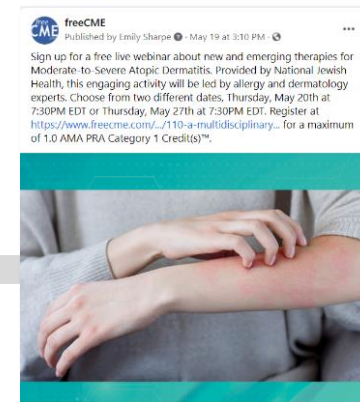 free
CME
freeCME
Published by Emily Sharpe · May 19 at 3:10 PM ·
Sign up for a free live webinar about new and emerging therapies for
Moderate-to-Severe Atopic Dermatitis. Provided by National Jewish
Health, this engaging activity will be led by allergy and dermatology
experts. Choose from two different dates, Thursday, May 20th at
7:30PM EDT or Thursday, May 27th at 7:30PM EDT. Register at
https://www.freecme.com/.../110-a-multidisciplinary... for a maximum
of 1.0 AMA PRA Category 1 Credit(s)™.